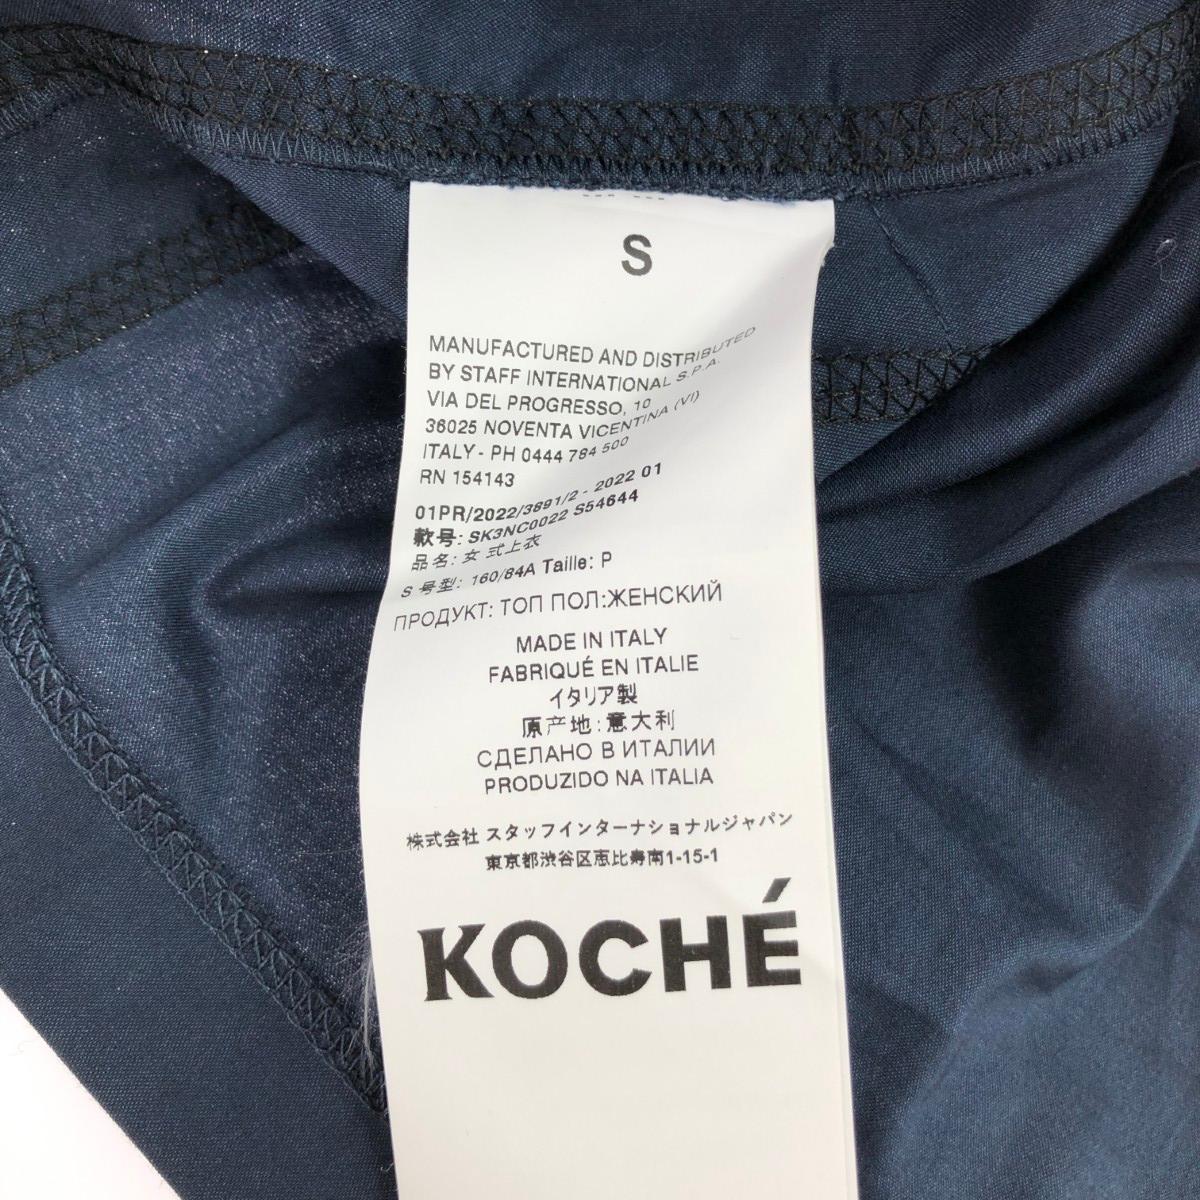 S
MANUFACTURED AND DISTRIBUTED
BY STAFF INTERNATIONAL S.P.A.
VIA DEL PROGRESSO, 10
36025 NOVENTA VICENTINA (VI)
ITALY - PH 0444 784 500
RN 154143
01PR/2022/3891/2 - 2022 01
款号: SK3NC0022 S54644
品名: 女 式上衣
S 号型: 160/84A Taille: P
ПРОДУКТ: ТОП ПОЛ:ЖЕНСКИЙ
MADE IN ITALY
FABRIQUÉ EN ITALIE
イタリア製
原产地:意大利
СДЕЛАНО В ИТАЛИИ
PRODUZIDO NA ITALIA
株式会社 スタッフインターナショナルジャパン
東京都渋谷区恵比寿南1-15-1
KOCHÉ